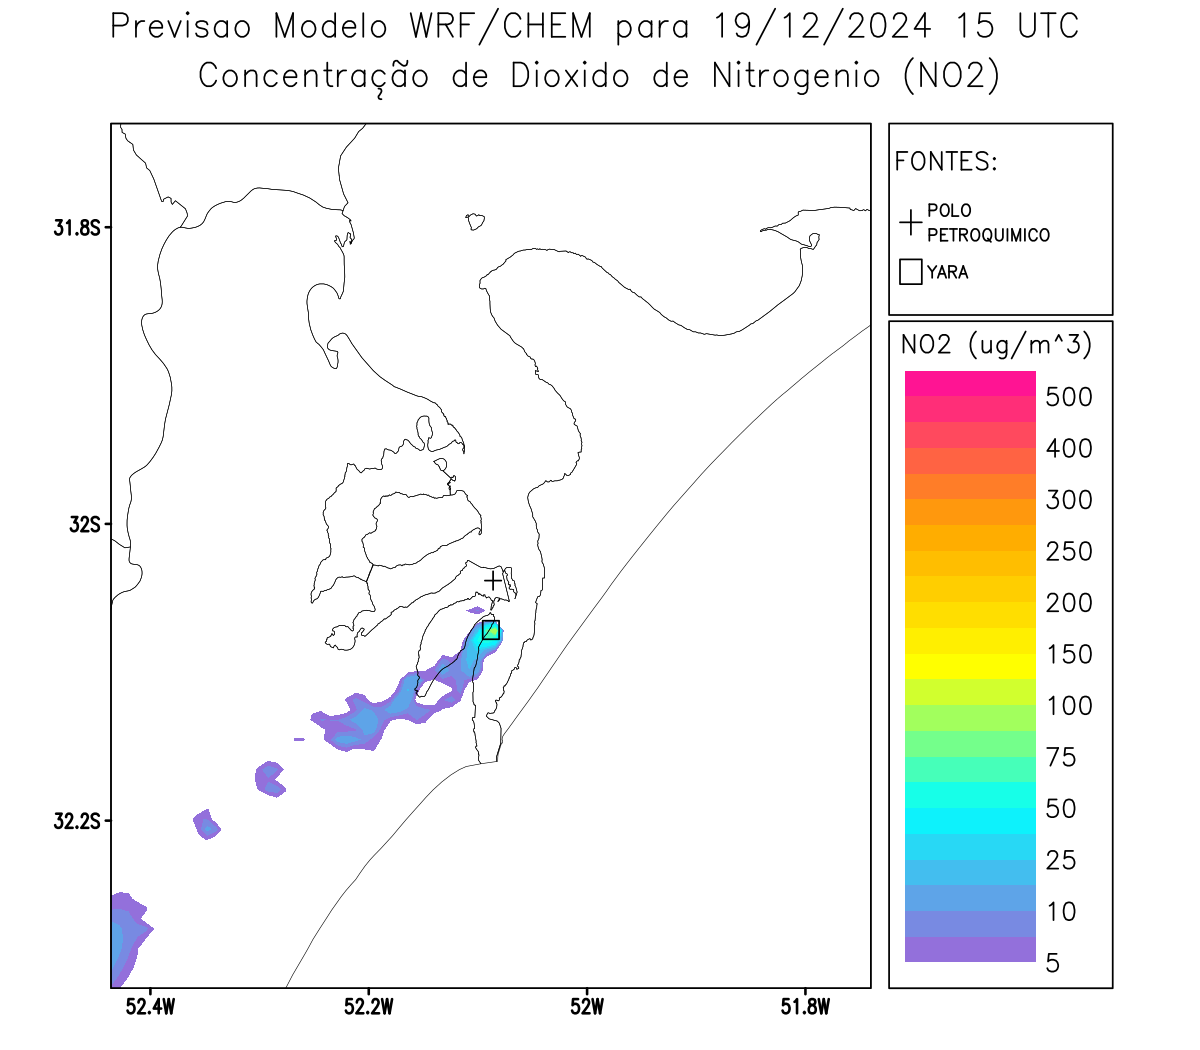 Previsao Modelo WRF/CHEM para 19/12/2024 15 UTC
Concentração de Dioxido de Nitrogenio (NO2)
FONTES:
POLO
PETROQUIMICO
YARA
NO2 (ug/m^3)
500
400
300
250
200
150
100
75
50
25
10
5
31.8S
32S
32.2S
52.4W
52.2W
52W
51.8W